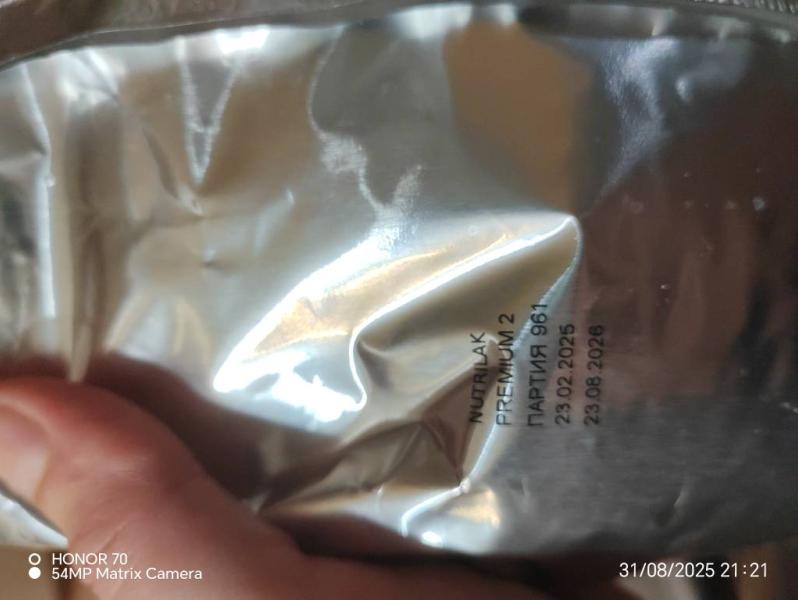 NUTRILAK
PREMIUM 2
ПАРТИЯ 961
23.02.2025
23.08.2026
HONOR 70
54MP Matrix Camera
31/08/2025 21:21